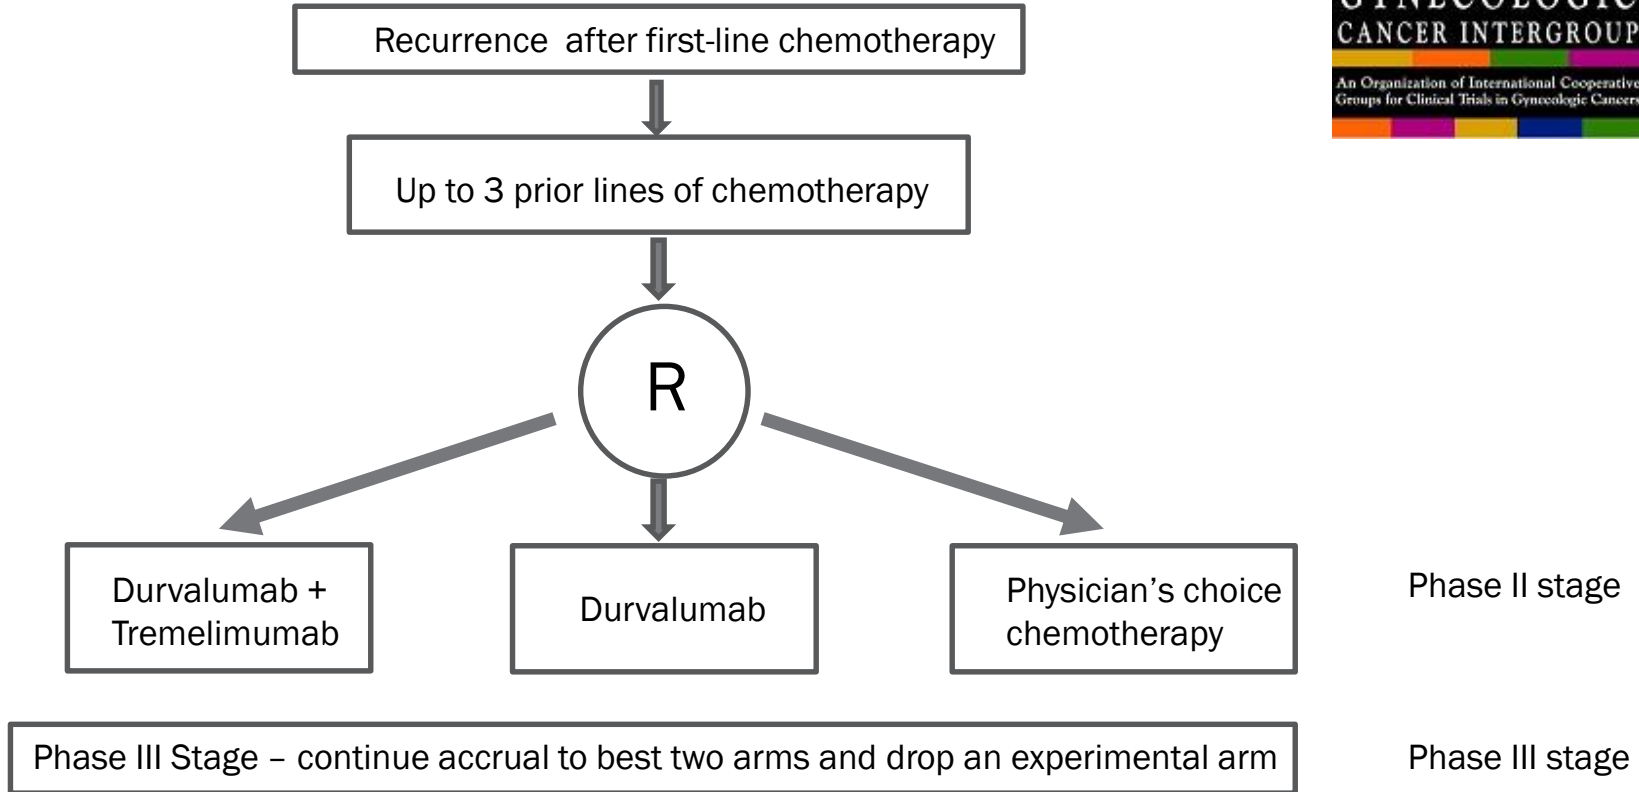 GYNECOLOGIC
CANCER INTERGROUP
An Organization of International Cooperative
Groups for Clinical Trials in Gynecologic Cancers
Recurrence after first-line chemotherapy
Up to 3 prior lines of chemotherapy
R
Durvalumab +
Tremelimumab
Durvalumab
Physician’s choice
chemotherapy
Phase II stage
Phase III Stage – continue accrual to best two arms and drop an experimental arm
Phase III stage